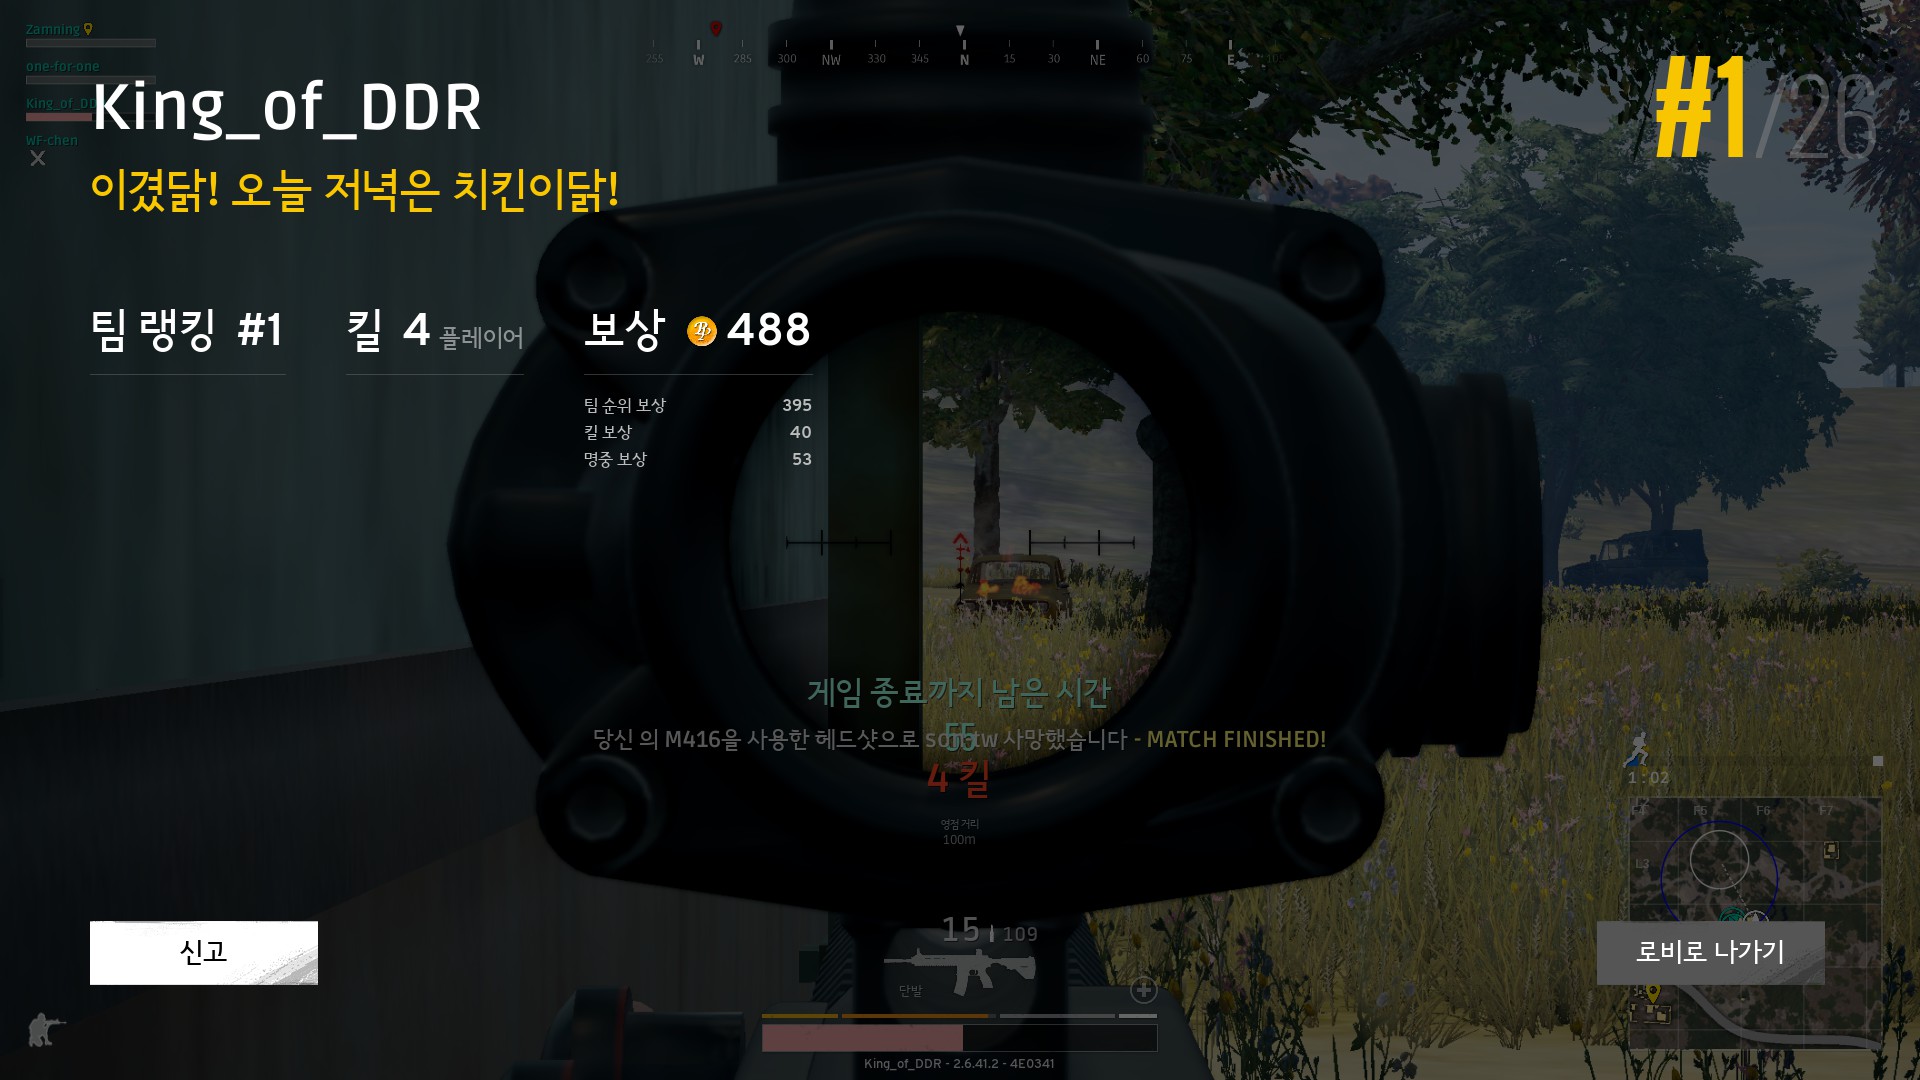 Zamning
one-for-one
King_of_DD
WF-chen
King_of_DDR
이겼닭! 오늘 저녁은 치킨이닭!
#1/26
255 W 285 300 NW 330 345 N 15 30 NE 60 75 E 105
팀 랭킹 #1
킬 4 플레이어
보상 488
팀 순위 보상 395
킬 보상 40
명중 보상 53
게임 종료까지 남은 시간
55
당신 의 M416을 사용한 헤드샷으로 사망했습니다 - MATCH FINISHED!
4 킬
영점 거리
100m
1:02
F5 F6 F7
L3
15 109
단발
신고
로비로 나가기
King_of_DDR - 2.6.41.2 - 4E0341